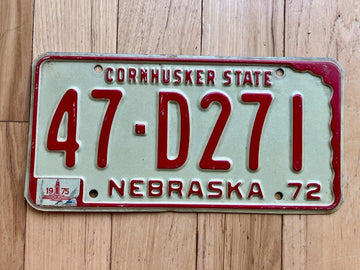 CORNHUSKER STATE
47-D271
1975
NEBRASKA 72